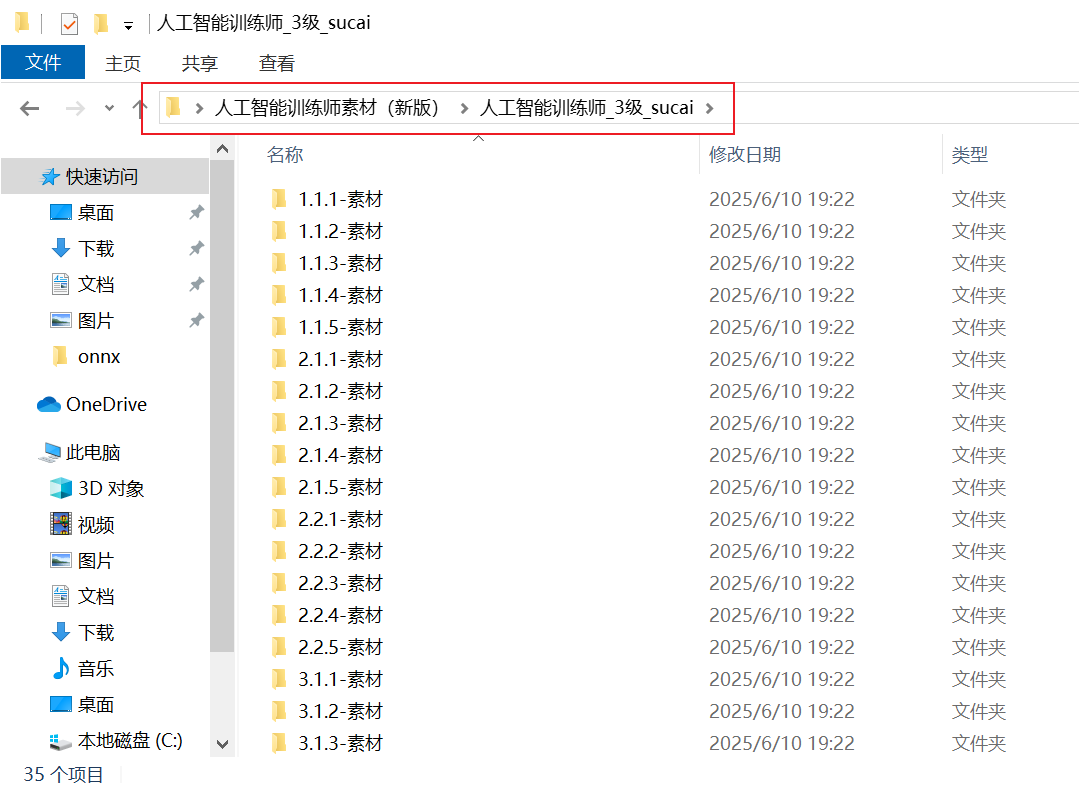 人工智能训练师_3级_sucai
文件 主页 共享 查看
人工智能训练师素材（新版） 人工智能训练师_3级_sucai
名称 修改日期 类型
快速访问
桌面
下载
文档
图片
onnx
OneDrive
此电脑
3D 对象
视频
图片
文档
下载
音乐
桌面
本地磁盘 (C:)
1.1.1-素材 2025/6/10 19:22 文件夹
1.1.2-素材 2025/6/10 19:22 文件夹
1.1.3-素材 2025/6/10 19:22 文件夹
1.1.4-素材 2025/6/10 19:22 文件夹
1.1.5-素材 2025/6/10 19:22 文件夹
2.1.1-素材 2025/6/10 19:22 文件夹
2.1.2-素材 2025/6/10 19:22 文件夹
2.1.3-素材 2025/6/10 19:22 文件夹
2.1.4-素材 2025/6/10 19:22 文件夹
2.1.5-素材 2025/6/10 19:22 文件夹
2.2.1-素材 2025/6/10 19:22 文件夹
2.2.2-素材 2025/6/10 19:22 文件夹
2.2.3-素材 2025/6/10 19:22 文件夹
2.2.4-素材 2025/6/10 19:22 文件夹
2.2.5-素材 2025/6/10 19:22 文件夹
3.1.1-素材 2025/6/10 19:22 文件夹
3.1.2-素材 2025/6/10 19:22 文件夹
3.1.3-素材 2025/6/10 19:22 文件夹
35 个项目